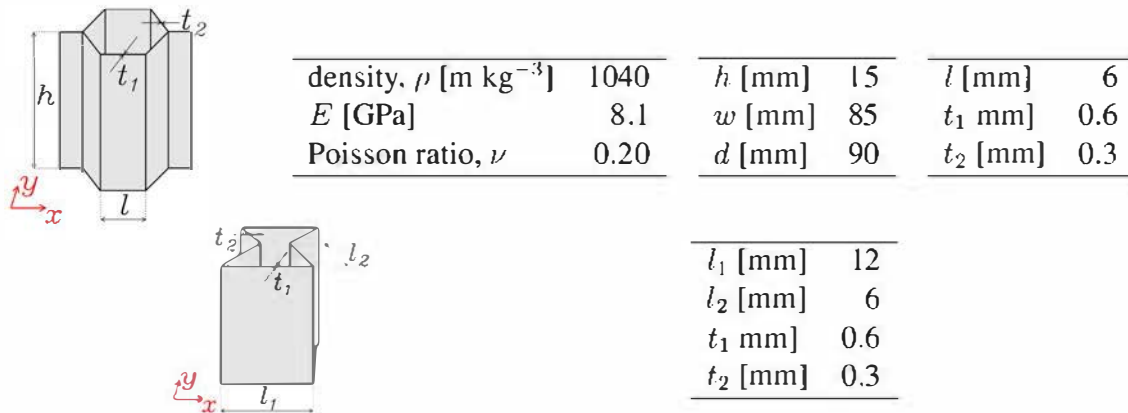 t₂
t₁
h
y
x
l
density, ρ [m kg⁻³] 1040
E [GPa] 8.1
Poisson ratio, ν 0.20
h [mm] 15
w [mm] 85
d [mm] 90
l [mm] 6
t₁ mm] 0.6
t₂ [mm] 0.3
t₂
l₂
t₁
y
x
l₁
l₁ [mm] 12
l₂ [mm] 6
t₁ mm] 0.6
t₂ [mm] 0.3